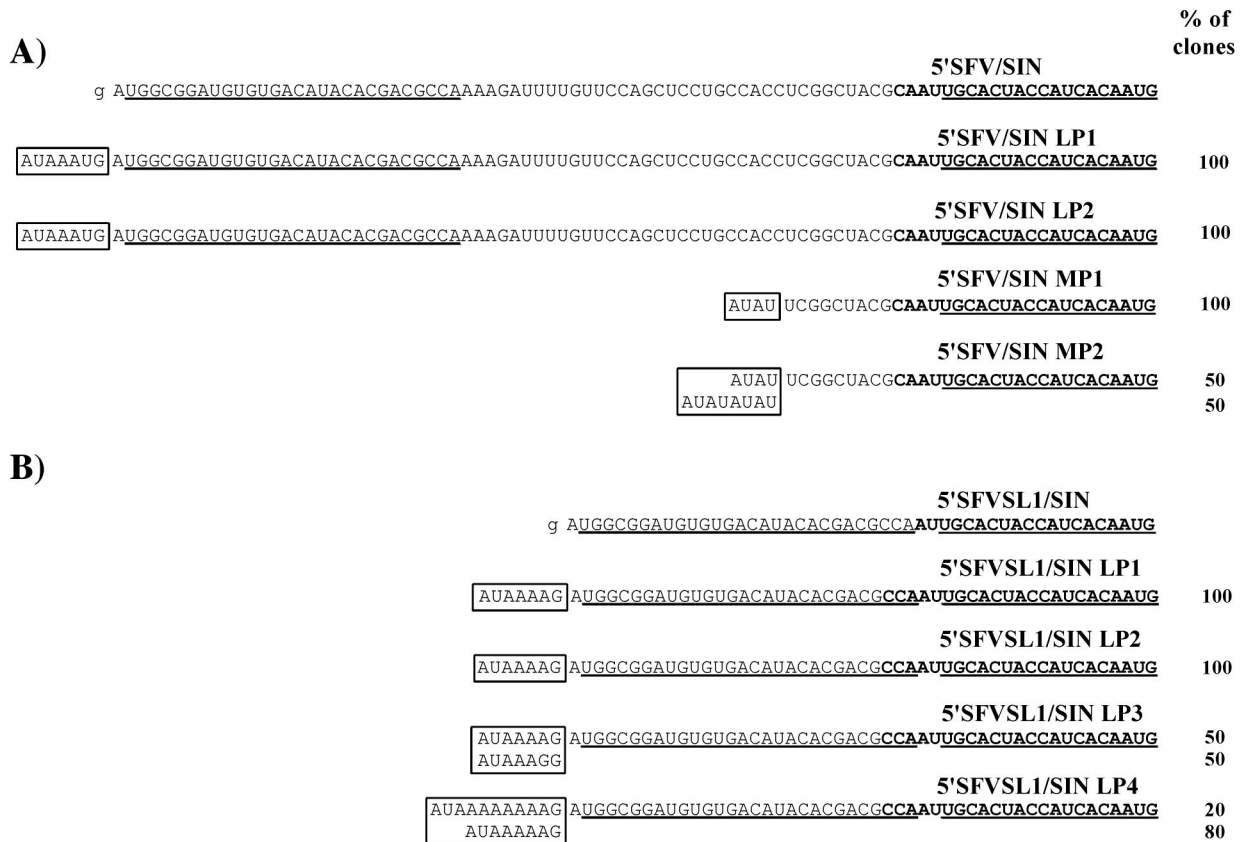 % of
clones
A)
5'SFV/SIN
g AUGGCGGAUGUGUGACAUACACGACGCCAAAAGAUUUUGUUCCAGCUCCUGCCACCUCGGCUACGCAAUUGCACUACCAUCACAAUG
5'SFV/SIN LP1
AUAAAUG AUGGCGGAUGUGUGACAUACACGACGCCAAAAGAUUUUGUUCCAGCUCCUGCCACCUCGGCUACGCAAUUGCACUACCAUCACAAUG 100
5'SFV/SIN LP2
AUAAAUG AUGGCGGAUGUGUGACAUACACGACGCCAAAAGAUUUUGUUCCAGCUCCUGCCACCUCGGCUACGCAAUUGCACUACCAUCACAAUG 100
5'SFV/SIN MP1
AUAU UCGGCUACGCAAUUGCACUACCAUCACAAUG 100
5'SFV/SIN MP2
AUAU UCGGCUACGCAAUUGCACUACCAUCACAAUG 50
AUAUAUAU 50
B)
5'SFVSL1/SIN
g AUGGCGGAUGUGUGACAUACACGACGCCAAUUGCACUACCAUCACAAUG
5'SFVSL1/SIN LP1
AUAAAAG AUGGCGGAUGUGUGACAUACACGACGCCAAUUGCACUACCAUCACAAUG 100
5'SFVSL1/SIN LP2
AUAAAAG AUGGCGGAUGUGUGACAUACACGACGCCAAUUGCACUACCAUCACAAUG 100
5'SFVSL1/SIN LP3
AUAAAAG AUGGCGGAUGUGUGACAUACACGACGCCAAUUGCACUACCAUCACAAUG 50
AUAAAGG 50
5'SFVSL1/SIN LP4
AUAAAAAAAAG AUGGCGGAUGUGUGACAUACACGACGCCAAUUGCACUACCAUCACAAUG 20
AUAAAAAG 80